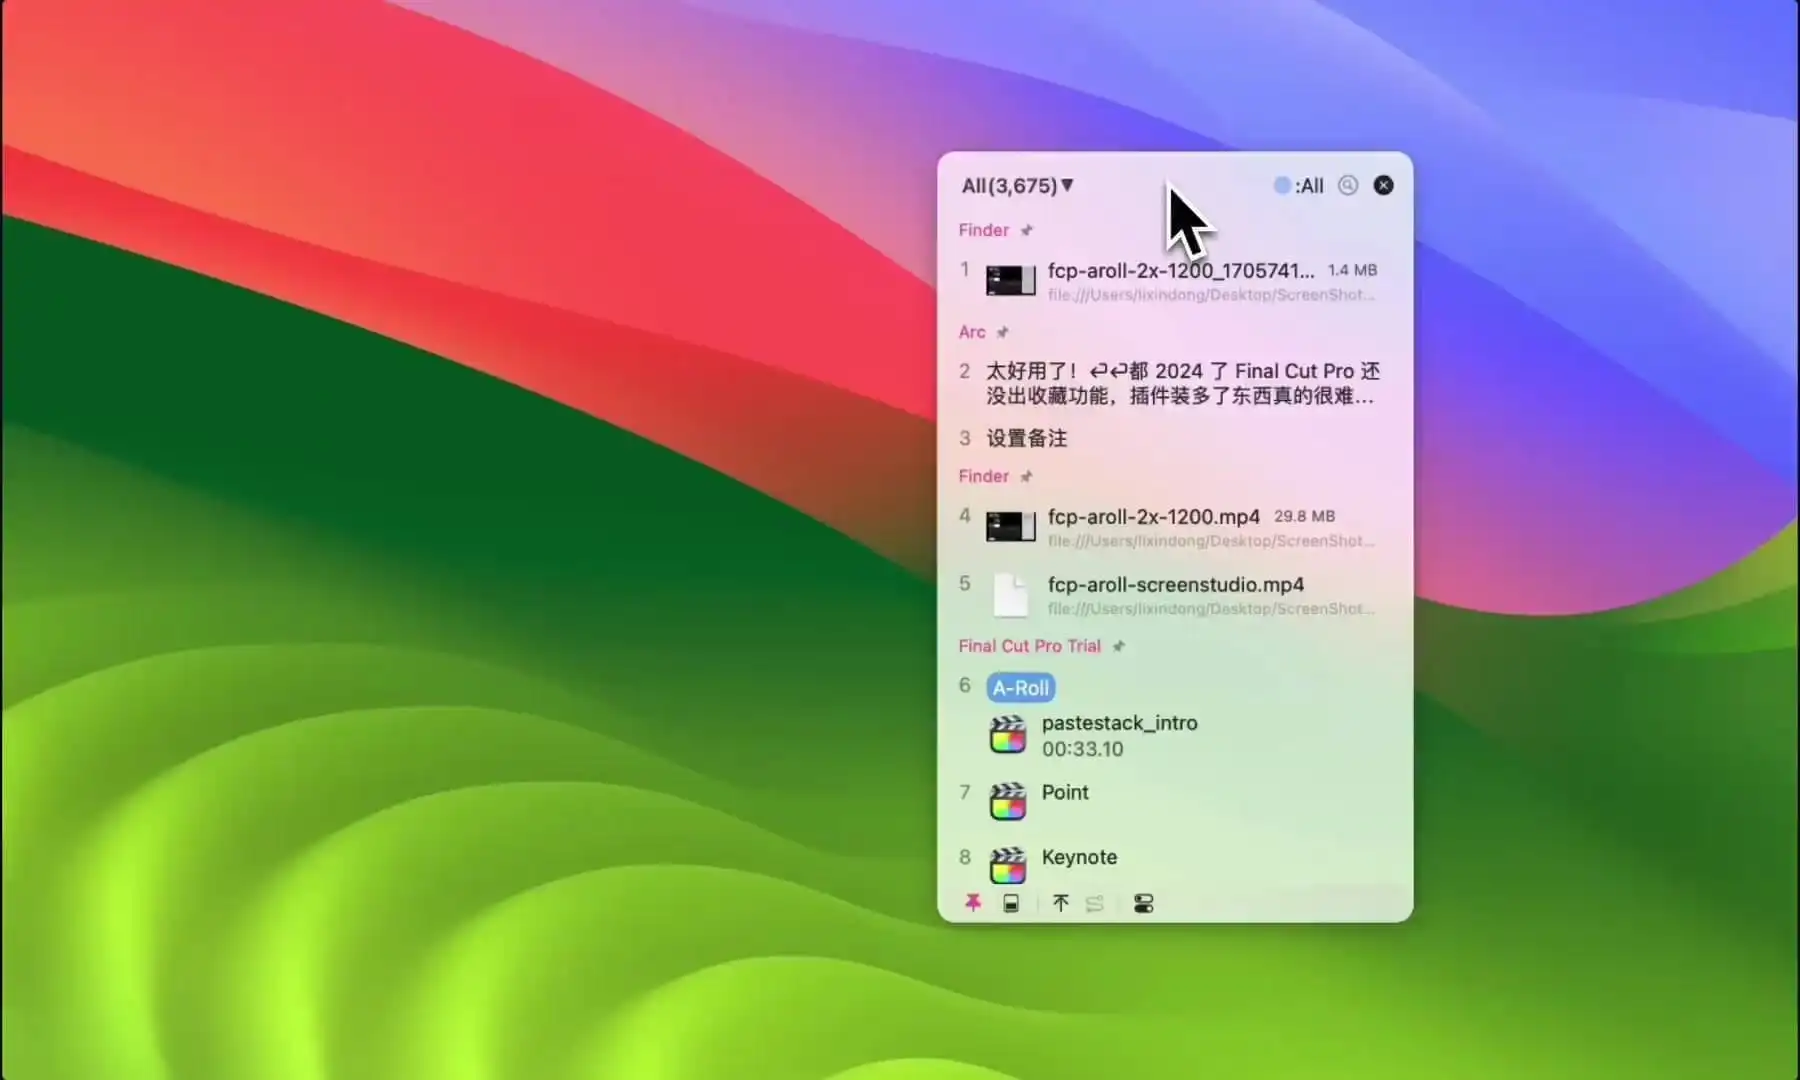 All(3,675)▼
:All
Finder
1 fcp-aroll-2x-1200_1705741... 1.4 MB
file:///Users/lixindong/Desktop/ScreenShot...
Arc
2 太好用了！↩↩都 2024 了 Final Cut Pro 还
没出收藏功能，插件装多了东西真的很难...
3 设置备注
Finder
4 fcp-aroll-2x-1200.mp4 29.8 MB
file:///Users/lixindong/Desktop/ScreenShot...
5 fcp-aroll-screenstudio.mp4
file:///Users/lixindong/Desktop/ScreenShot...
Final Cut Pro Trial
6 A-Roll
pastestack_intro
00:33.10
7 Point
8 Keynote